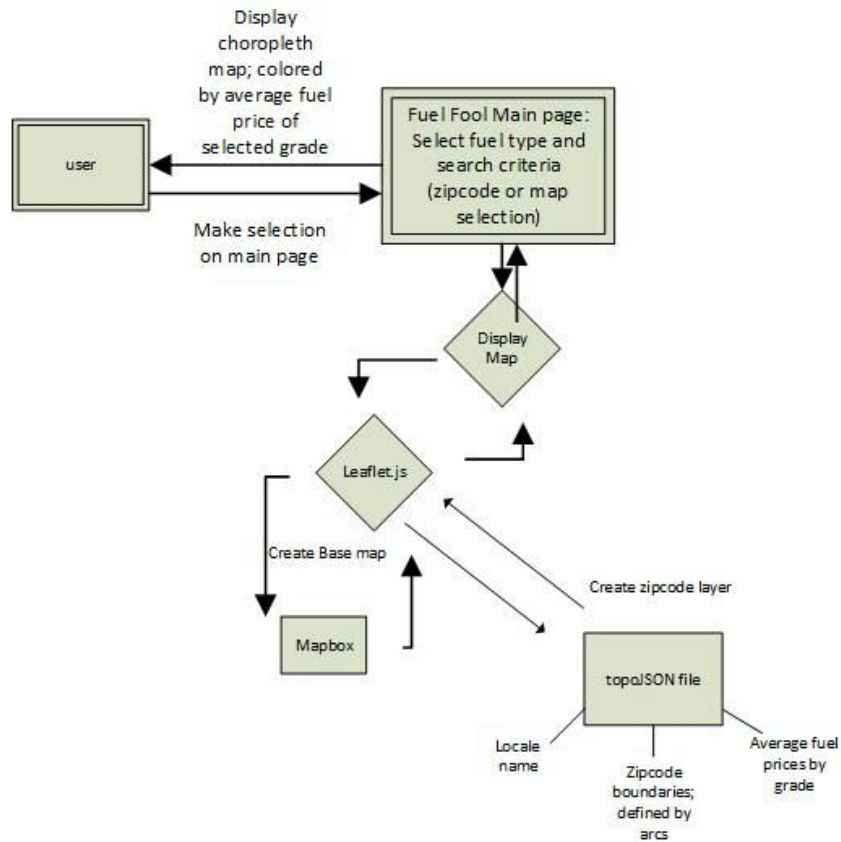 Display
choropleth
map; colored
by average fuel
price of
selected grade
user
Make selection
on main page
Fuel Fool Main page:
Select fuel type and
search criteria
(zipcode or map
selection)
Display
Map
Leaflet.js
Create Base map
Mapbox
Create zipcode layer
topoJSON file
Locale
name
Zipcode
boundaries;
defined by
arcs
Average fuel
prices by
grade